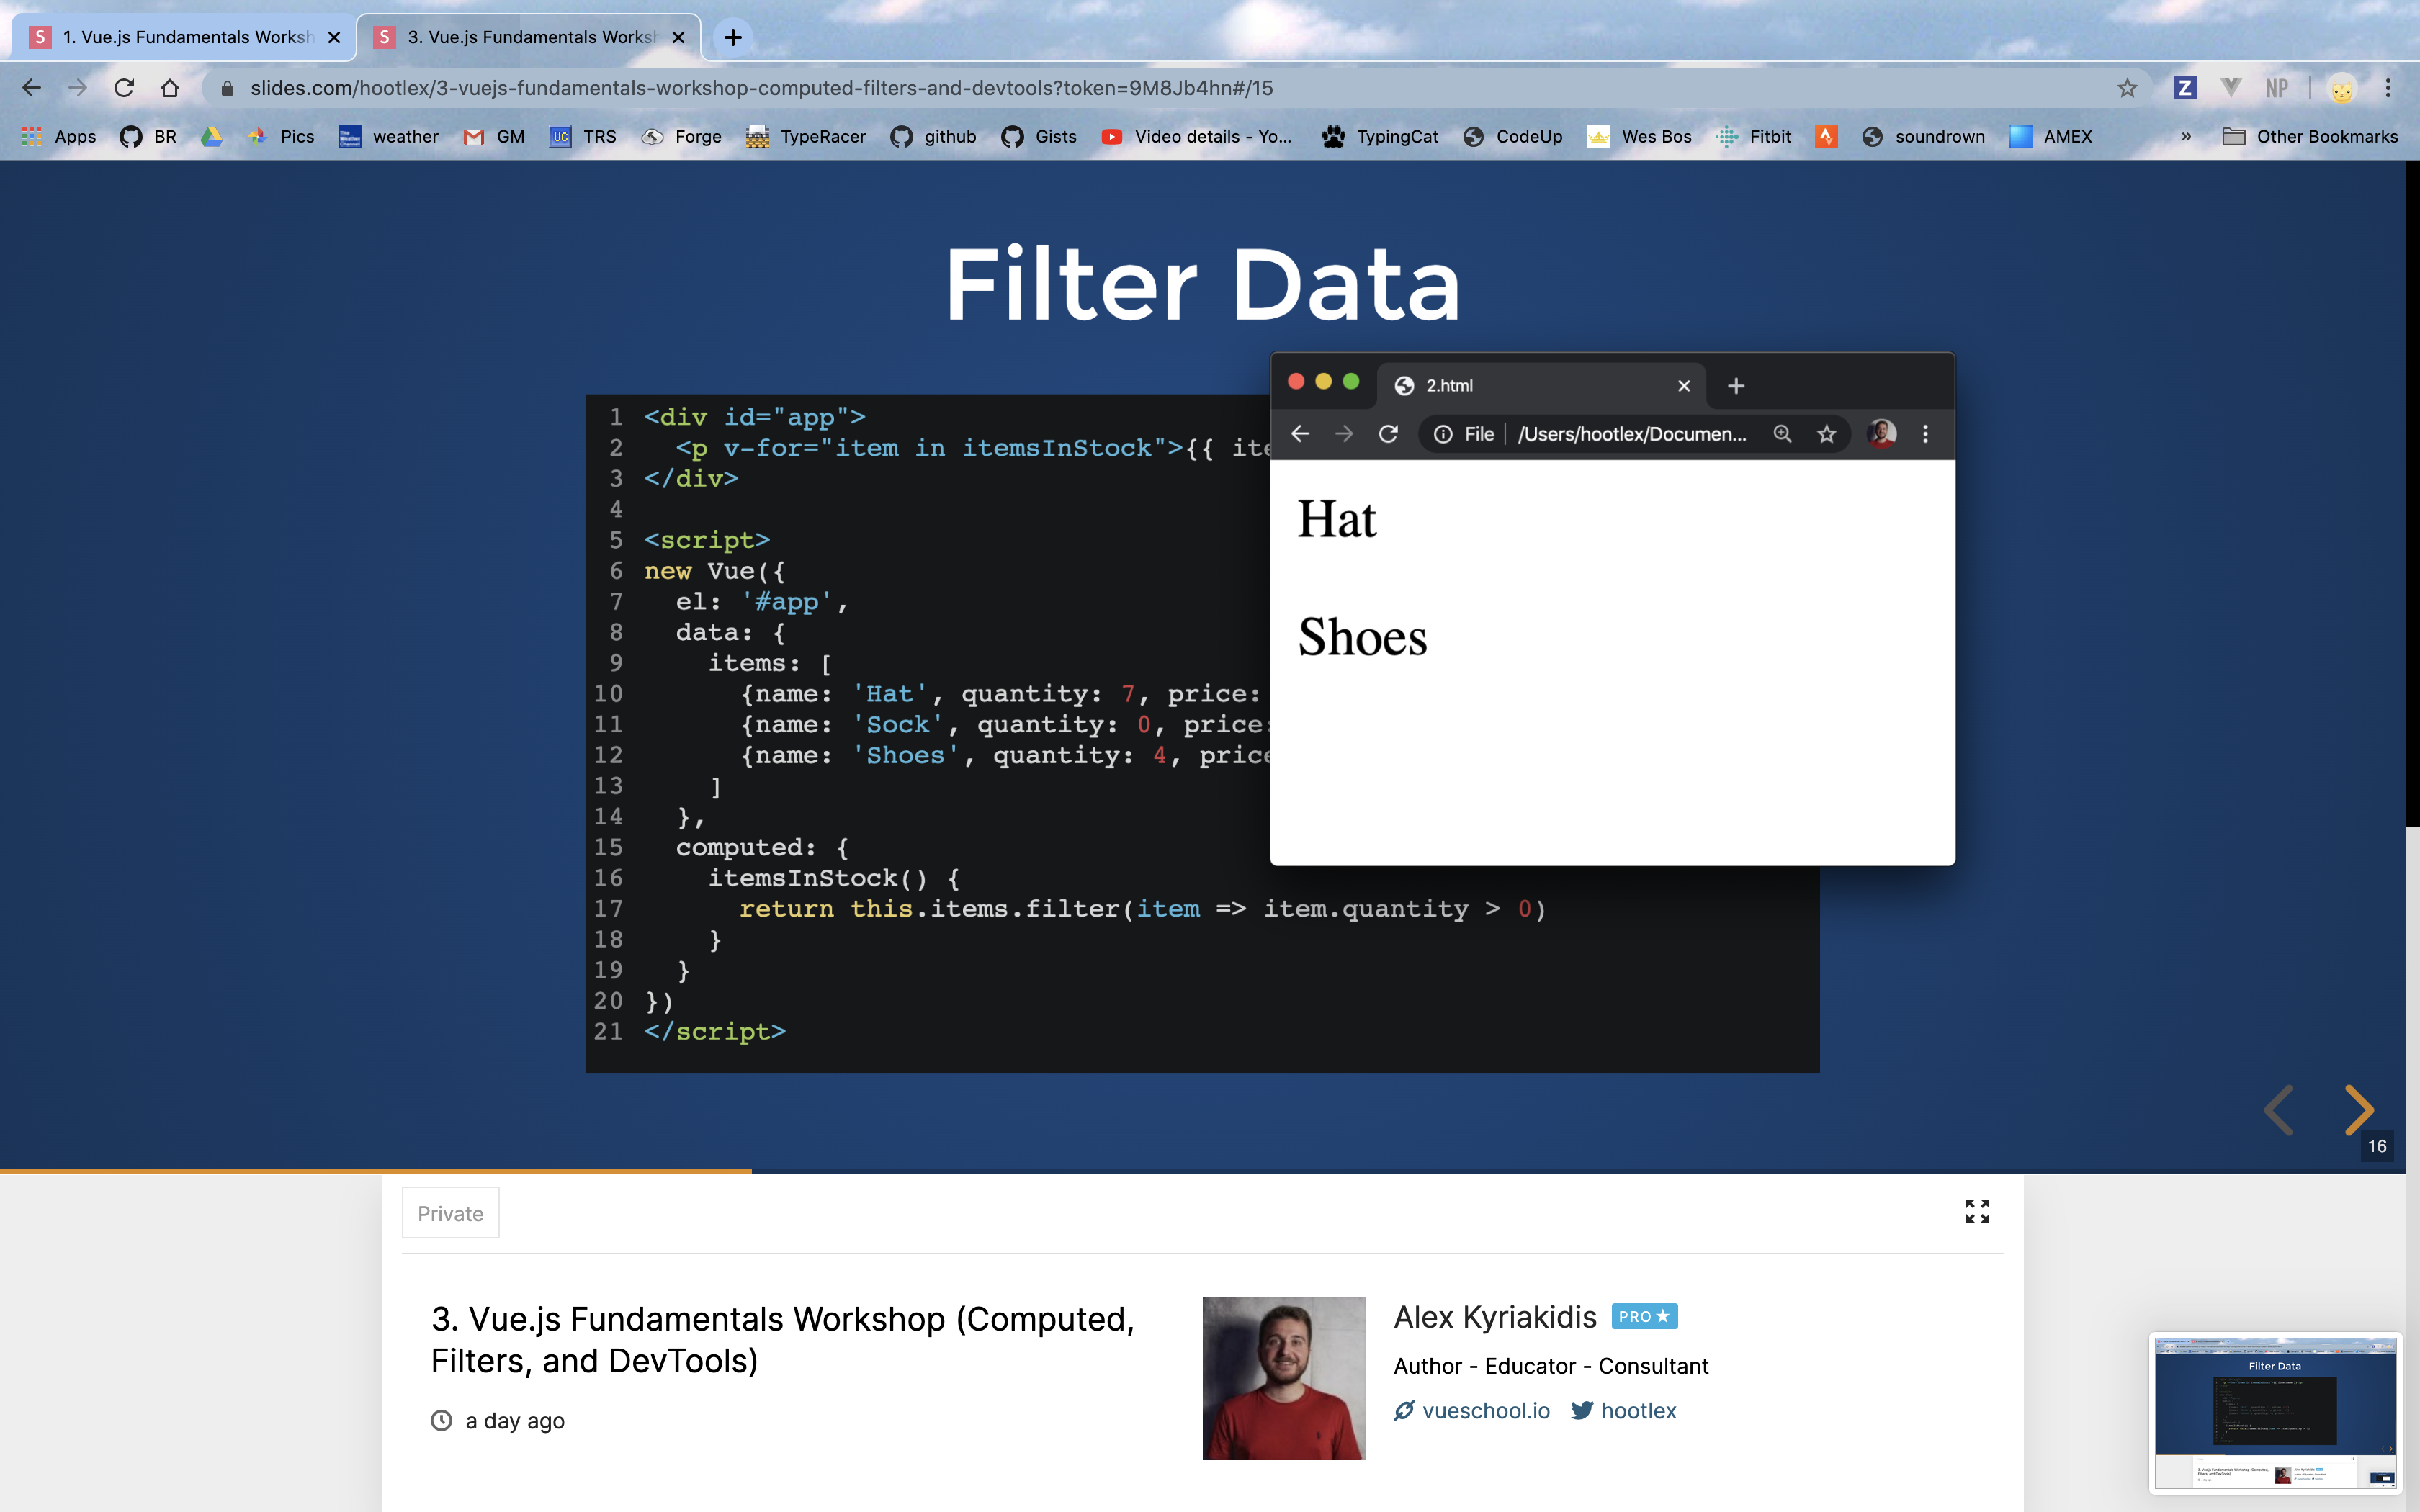 1. Vue.js Fundamentals Worksh
3. Vue.js Fundamentals Works
slides.com/hootlex/3-vuejs-fundamentals-workshop-computed-filters-and-devtools?token=9M8Jb4hn#/15
Z NP
Apps BR Pics weather GM TRS Forge TypeRacer github Gists Video details - Yo... TypingCat CodeUp Wes Bos Fitbit soundrown AMEX » Other Bookmarks
Filter Data
2.html
File /Users/hootlex/Documen...
Hat
Shoes
1 <div id="app">
2 <p v-for="item in itemsInStock">{{ ite
3 </div>
4
5 <script>
6 new Vue({
7 el: '#app',
8 data: {
9 items: [
10 {name: 'Hat', quantity: 7, price:
11 {name: 'Sock', quantity: 0, price:
12 {name: 'Shoes', quantity: 4, price
13 ]
14 },
15 computed: {
16 itemsInStock() {
17 return this.items.filter(item => item.quantity > 0)
18 }
19 }
20 })
21 </script>
16
Private
3. Vue.js Fundamentals Workshop (Computed,
Filters, and DevTools)
a day ago
Alex Kyriakidis PRO
Author - Educator - Consultant
vueschool.io hootlex
Filter Data